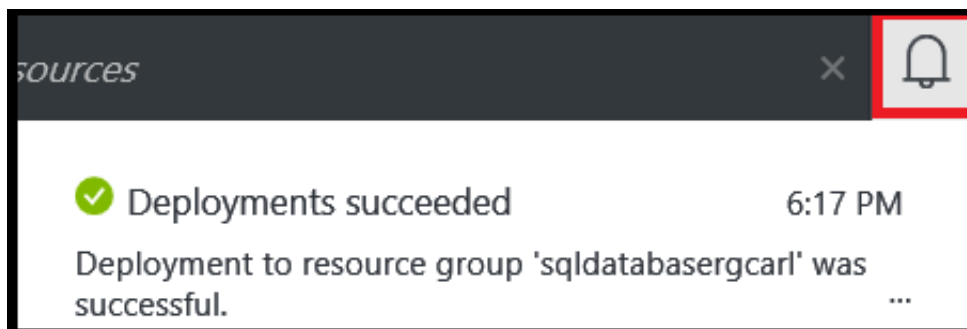 sources
Deployments succeeded 6:17 PM
Deployment to resource group 'sqldatabasergcarl' was
successful. ...